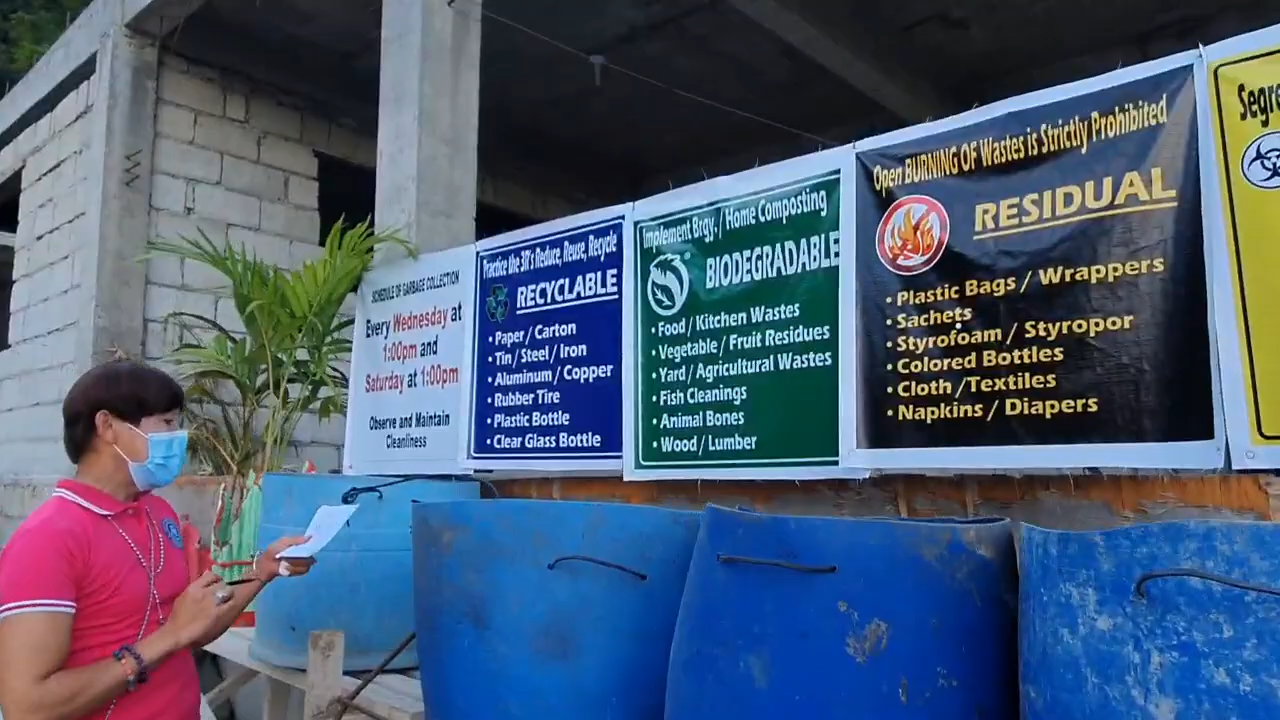 SCHEDULE OF GARBAGE COLLECTION
Every Wednesday at
1:00pm and
Saturday at 1:00pm
Observe and Maintain
Cleanliness
Practice the 3R's Reduce, Reuse, Recycle
RECYCLABLE
• Paper / Carton
• Tin / Steel / Iron
• Aluminum / Copper
• Rubber Tire
• Plastic Bottle
• Clear Glass Bottle
Implement Brgy. / Home Composting
BIODEGRADABLE
• Food / Kitchen Wastes
• Vegetable / Fruit Residues
• Yard / Agricultural Wastes
• Fish Cleanings
• Animal Bones
• Wood / Lumber
Open BURNING OF Wastes is Strictly Prohibited
RESIDUAL
• Plastic Bags / Wrappers
• Sachets
• Styrofoam / Styropor
• Colored Bottles
• Cloth /Textiles
• Napkins / Diapers
Segre